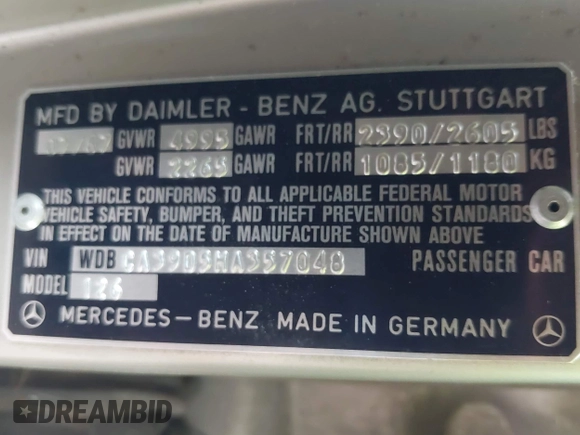 MFD BY DAIMLER - BENZ AG. STUTTGART
GVWR 4995 GAWR FRT/RR 2390/2605 LBS
GVWR 2265 GAWR FRT/RR 1085/1180 KG
THIS VEHICLE CONFORMS TO ALL APPLICABLE FEDERAL MOTOR
VEHICLE SAFETY, BUMPER, AND THEFT PREVENTION STANDARDS
IN EFFECT ON THE DATE OF MANUFACTURE SHOWN ABOVE
VIN WDB PASSENGER CAR
MODEL 126
MERCEDES-BENZ MADE IN GERMANY
DREAMBID